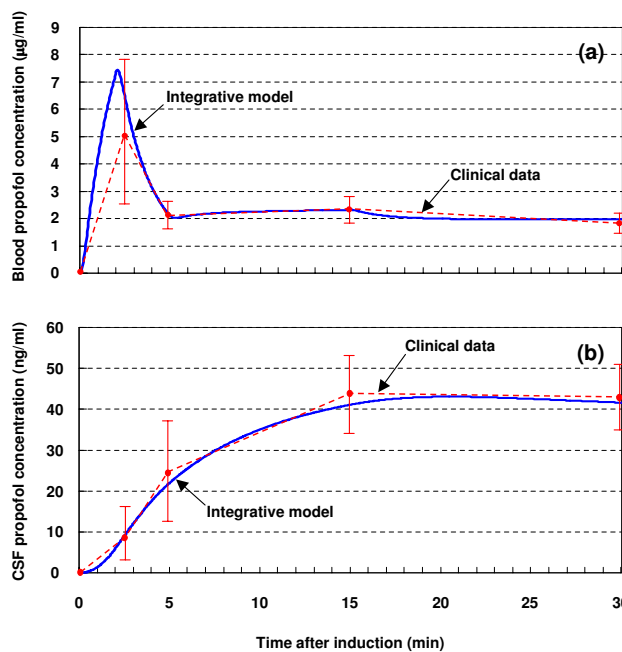 Blood propofol concentration (µg/ml)
9
8
7
6
5
4
3
2
1
0
(a)
Integrative model
Clinical data
CSF propofol concentration (ng/ml)
60
50
40
30
20
10
0
(b)
Clinical data
Integrative model
0 5 10 15 20 25 30
Time after induction (min)